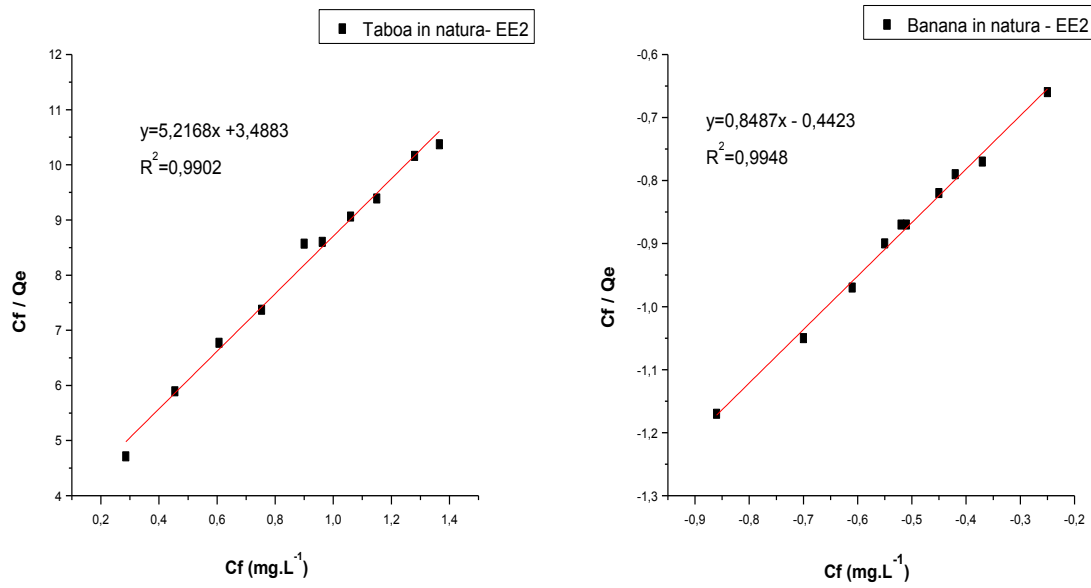 Taboa in natura- EE2
12
11
10
9
8
7
6
5
4
Cf / Qe
y=5,2168x +3,4883
R²=0,9902
0,2 0,4 0,6 0,8 1,0 1,2 1,4
Cf (mg.L⁻¹)
Banana in natura - EE2
-0,6
-0,7
-0,8
-0,9
-1,0
-1,1
-1,2
-1,3
Cf / Qe
y=0,8487x - 0,4423
R²=0,9948
-0,9 -0,8 -0,7 -0,6 -0,5 -0,4 -0,3 -0,2
Cf (mg.L⁻¹)